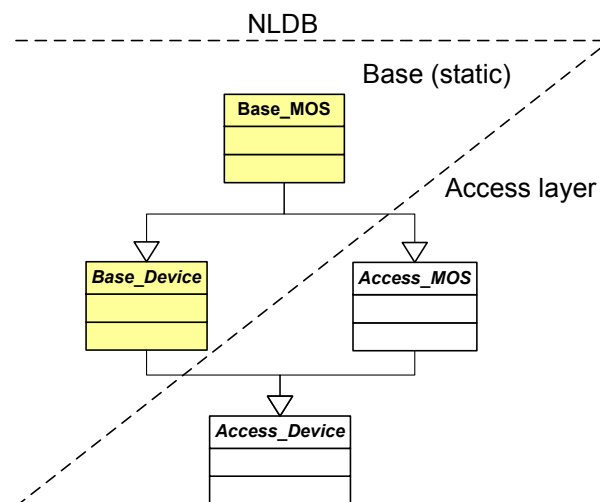 NLDB
Base (static)
Base_MOS
Access layer
Base_Device
Access_MOS
Access_Device